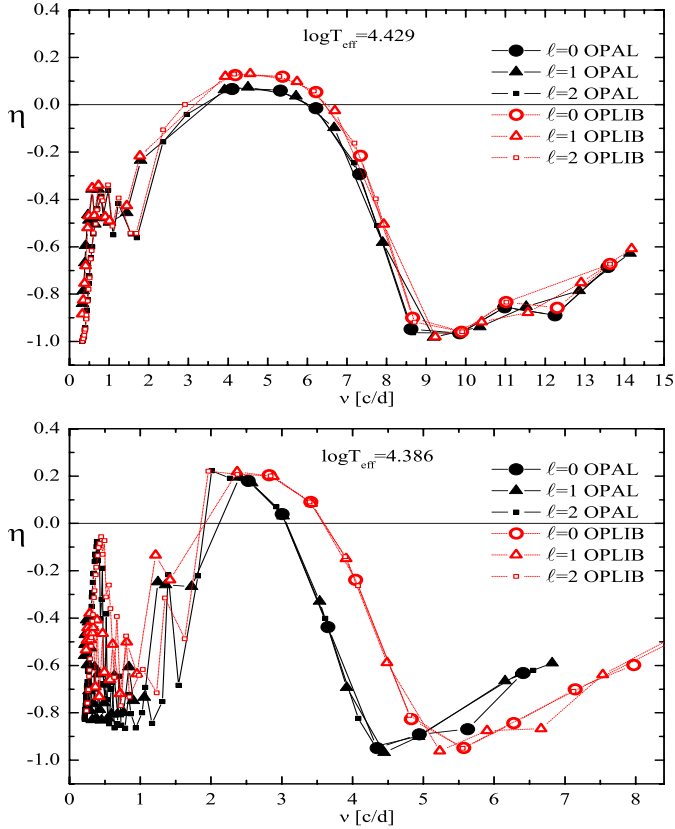 0.4
0.2
0.0
-0.2
-0.4
-0.6
-0.8
-1.0
η
logTeff=4.429
ℓ=0 OPAL
ℓ=1 OPAL
ℓ=2 OPAL
ℓ=0 OPLIB
ℓ=1 OPLIB
ℓ=2 OPLIB
0 1 2 3 4 5 6 7 8 9 10 11 12 13 14 15
ν [c/d]
0.4
0.2
0.0
-0.2
-0.4
-0.6
-0.8
-1.0
η
logTeff=4.386
ℓ=0 OPAL
ℓ=1 OPAL
ℓ=2 OPAL
ℓ=0 OPLIB
ℓ=1 OPLIB
ℓ=2 OPLIB
0 1 2 3 4 5 6 7 8
ν [c/d]